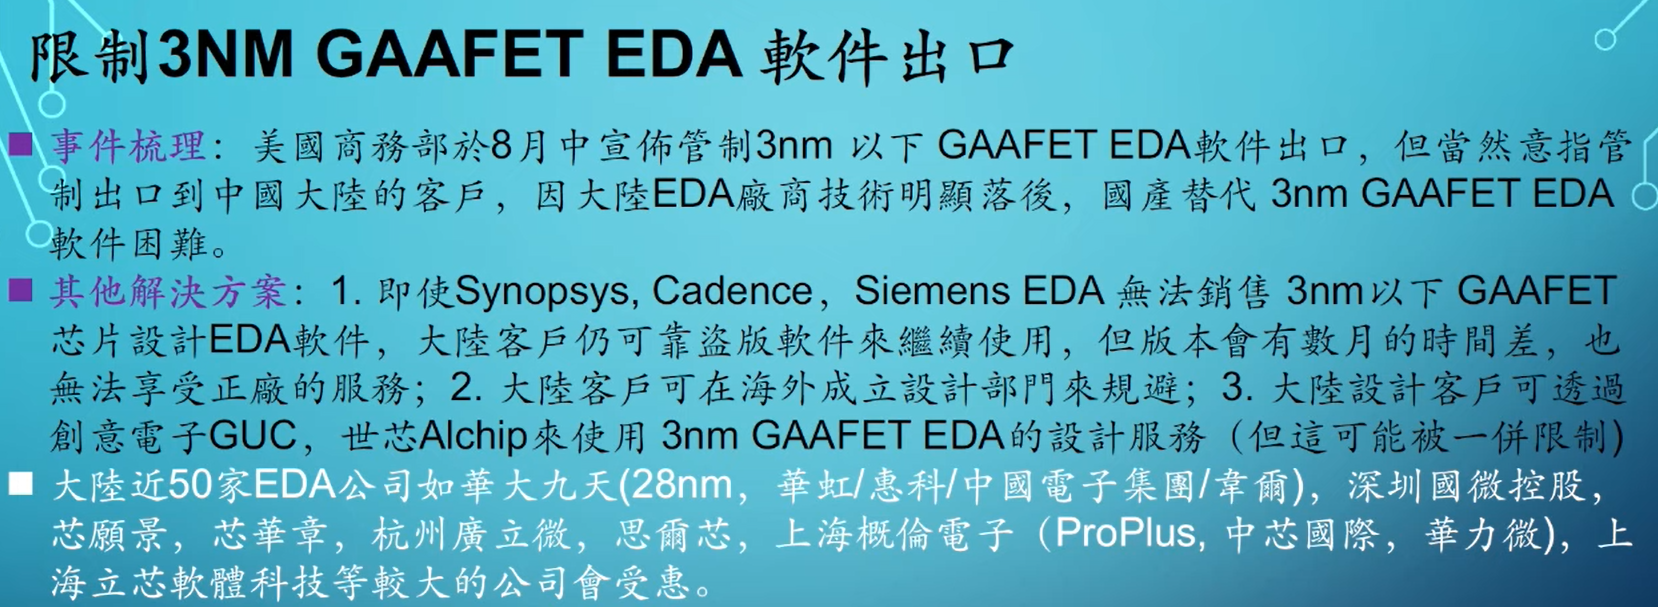 限制3NM GAAFET EDA 軟件出口
■ 事件梳理：美國商務部於8月中宣佈管制3nm 以下 GAAFET EDA軟件出口，但當然意指管
制出口到中國大陸的客戶，因大陸EDA廠商技術明顯落後，國產替代 3nm GAAFET EDA
軟件困難。
■ 其他解決方案：1. 即使Synopsys, Cadence，Siemens EDA 無法銷售 3nm以下 GAAFET
芯片設計EDA軟件，大陸客戶仍可靠盜版軟件來繼續使用，但版本會有數月的時間差，也
無法享受正廠的服務；2. 大陸客戶可在海外成立設計部門來規避；3. 大陸設計客戶可透過
創意電子GUC，世芯Alchip來使用 3nm GAAFET EDA的設計服務（但這可能被一併限制)
■ 大陸近50家EDA公司如華大九天(28nm，華虹/惠科/中國電子集團/韋爾)，深圳國微控股，
芯願景，芯華章，杭州廣立微，思爾芯，上海概倫電子（ProPlus, 中芯國際，華力微)，上
海立芯軟體科技等較大的公司會受惠。